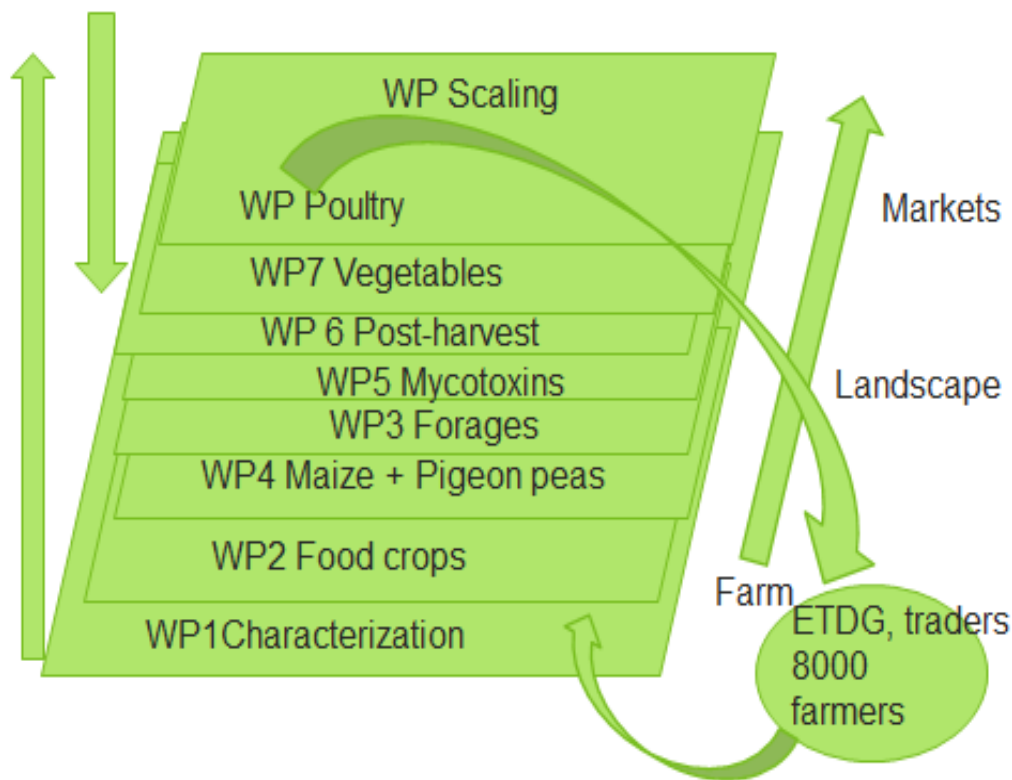 WP Scaling
WP Poultry
WP7 Vegetables
WP 6 Post-harvest
WP5 Mycotoxins
WP3 Forages
WP4 Maize + Pigeon peas
WP2 Food crops
WP1Characterization
Markets
Landscape
Farm
ETDG, traders
8000
farmers